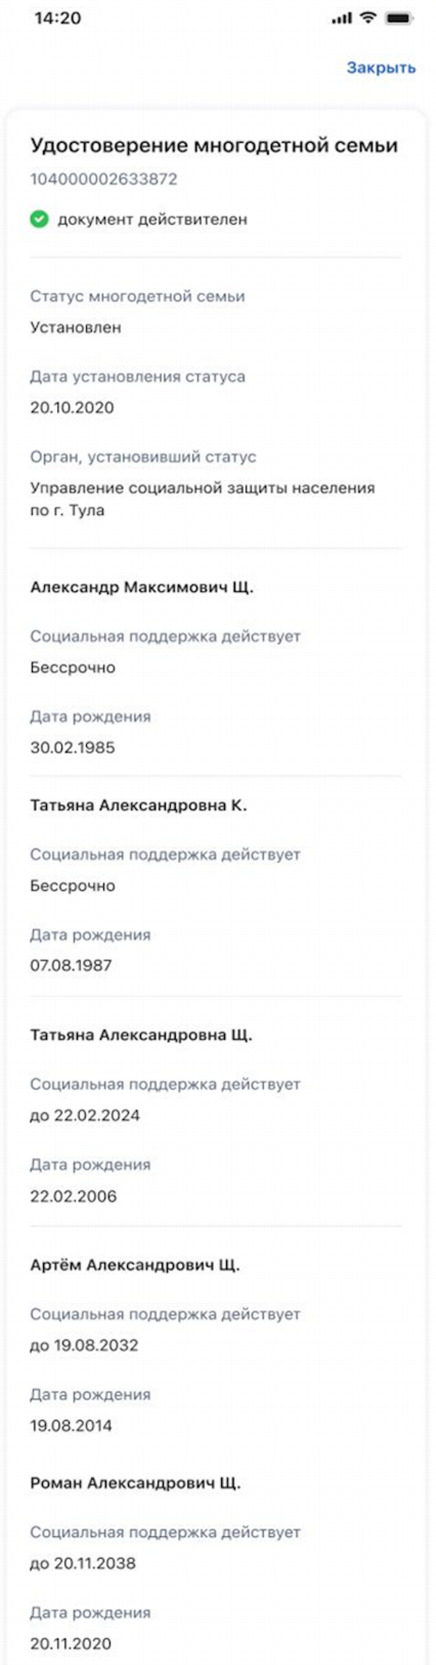 14:20
Закрыть
Удостоверение многодетной семьи
104000002633872
документ действителен
Статус многодетной семьи
Установлен
Дата установления статуса
20.10.2020
Орган, установивший статус
Управление социальной защиты населения
по г. Тула
Александр Максимович Щ.
Социальная поддержка действует
Бессрочно
Дата рождения
30.02.1985
Татьяна Александровна К.
Социальная поддержка действует
Бессрочно
Дата рождения
07.08.1987
Татьяна Александровна Щ.
Социальная поддержка действует
до 22.02.2024
Дата рождения
22.02.2006
Артём Александрович Щ.
Социальная поддержка действует
до 19.08.2032
Дата рождения
19.08.2014
Роман Александрович Щ.
Социальная поддержка действует
до 20.11.2038
Дата рождения
20.11.2020